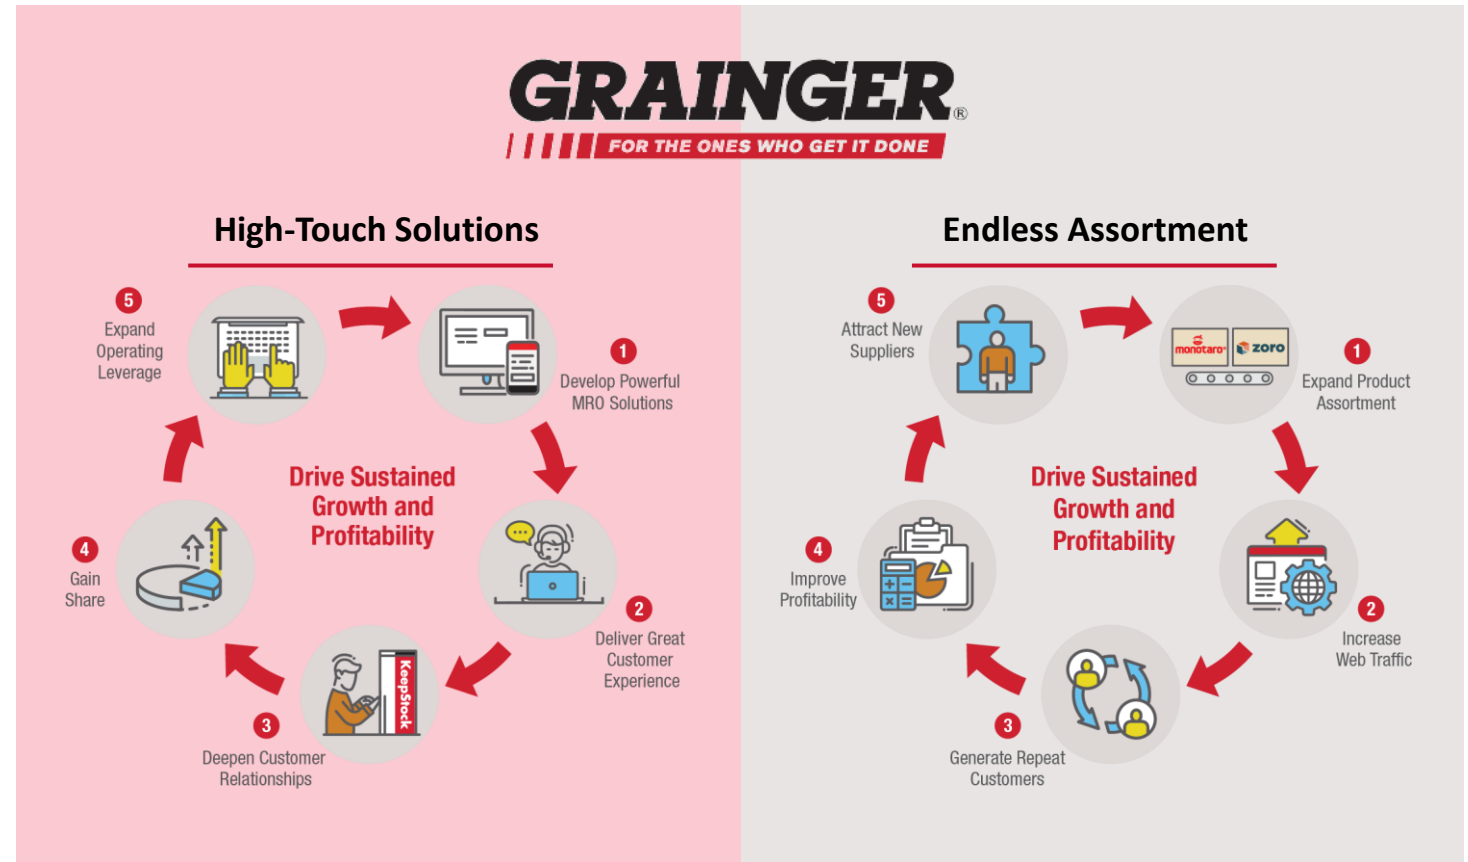 GRAINGER®
FOR THE ONES WHO GET IT DONE
High-Touch Solutions
1
Develop Powerful
MRO Solutions
2
Deliver Great
Customer
Experience
KeepStock
3
Deepen Customer
Relationships
4
Gain
Share
5
Expand
Operating
Leverage
Drive Sustained
Growth and
Profitability
Endless Assortment
monotaro
zoro
1
Expand Product
Assortment
2
Increase
Web Traffic
3
Generate Repeat
Customers
4
Improve
Profitability
5
Attract New
Suppliers
Drive Sustained
Growth and
Profitability